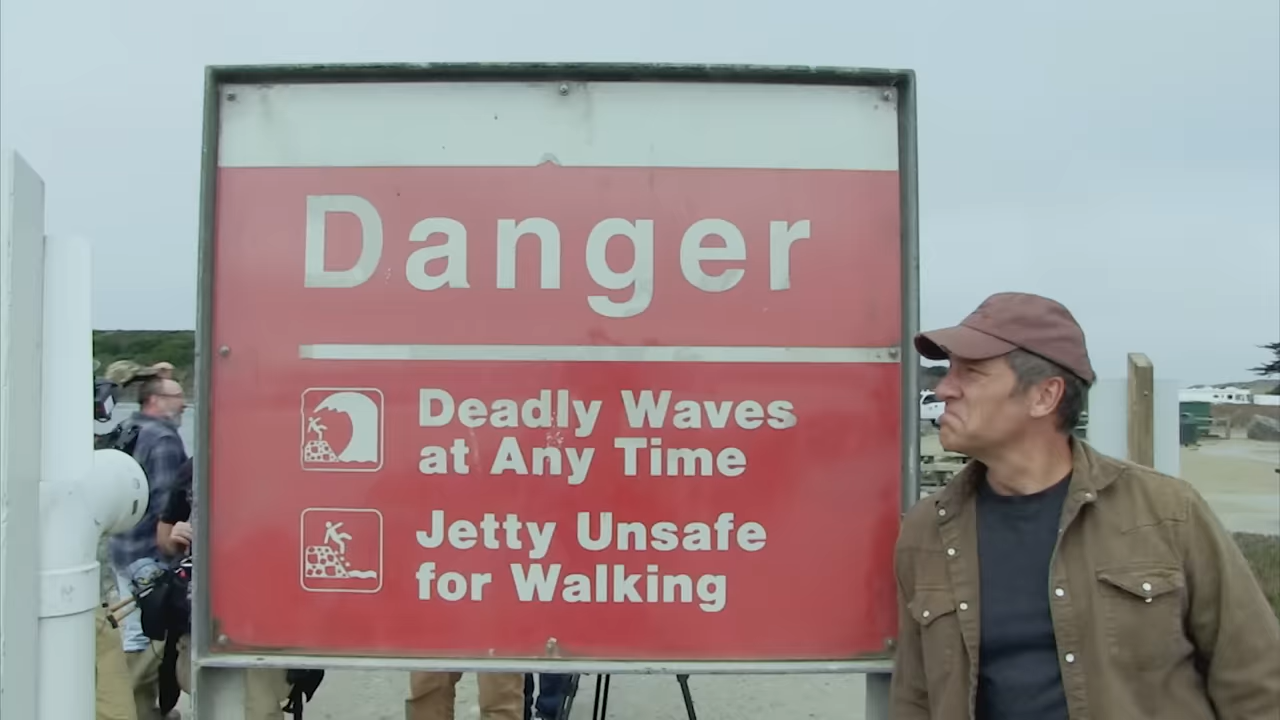 Danger
Deadly Waves
at Any Time
Jetty Unsafe
for Walking